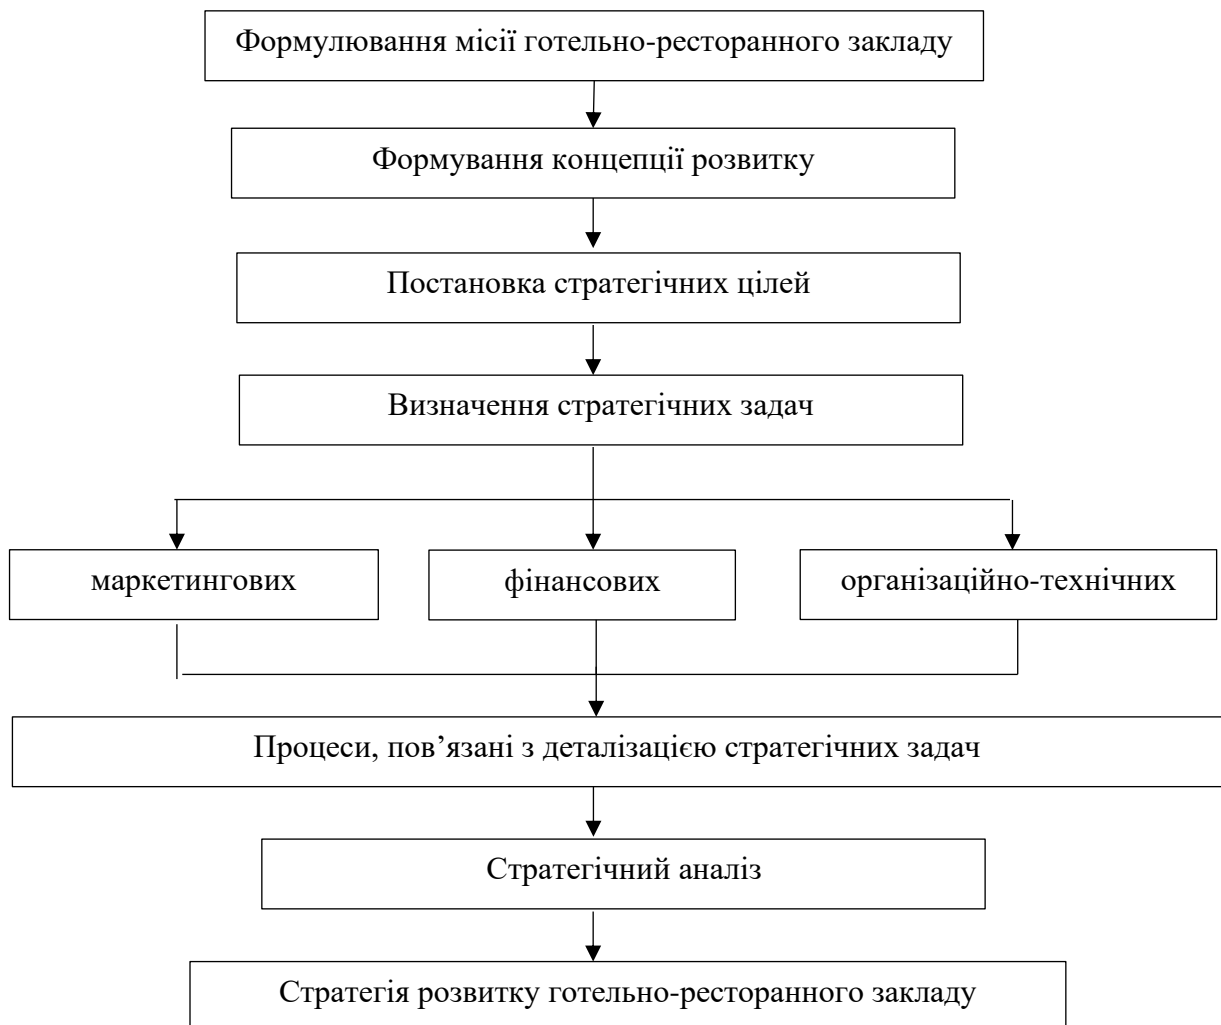 Формулювання місії готельно-ресторанного закладу
Формування концепції розвитку
Постановка стратегічних цілей
Визначення стратегічних задач
маркетингових
фінансових
організаційно-технічних
Процеси, пов’язані з деталізацією стратегічних задач
Стратегічний аналіз
Стратегія розвитку готельно-ресторанного закладу